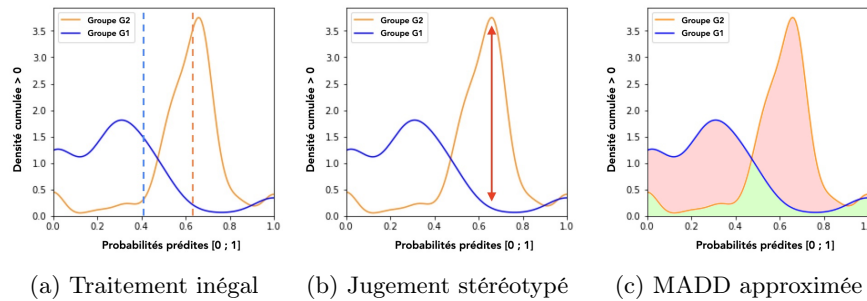 Groupe G2
Groupe G1
Densité cumulée > 0
3.5
3.0
2.5
2.0
1.5
1.0
0.5
0.0
0.0 0.2 0.4 0.6 0.8 1.0
Probabilités prédites [0 ; 1]
(a) Traitement inégal
Groupe G2
Groupe G1
Densité cumulée > 0
3.5
3.0
2.5
2.0
1.5
1.0
0.5
0.0
0.0 0.2 0.4 0.6 0.8 1.0
Probabilités prédites [0 ; 1]
(b) Jugement stéréotypé
Groupe G2
Groupe G1
Densité cumulée > 0
3.5
3.0
2.5
2.0
1.5
1.0
0.5
0.0
0.0 0.2 0.4 0.6 0.8 1.0
Probabilités prédites [0 ; 1]
(c) MADD approximée